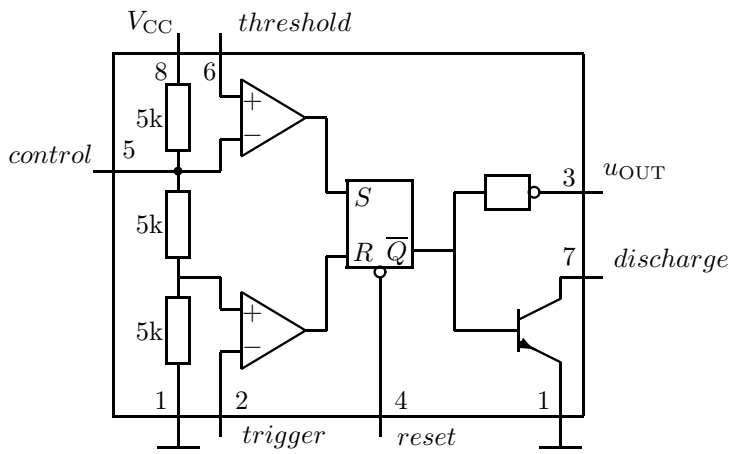 V_CC threshold
8 6
5k +
−
control 5
S 3 u_OUT
5k
R Q̅ 7 discharge
5k +
−
1 2 4 1
trigger reset